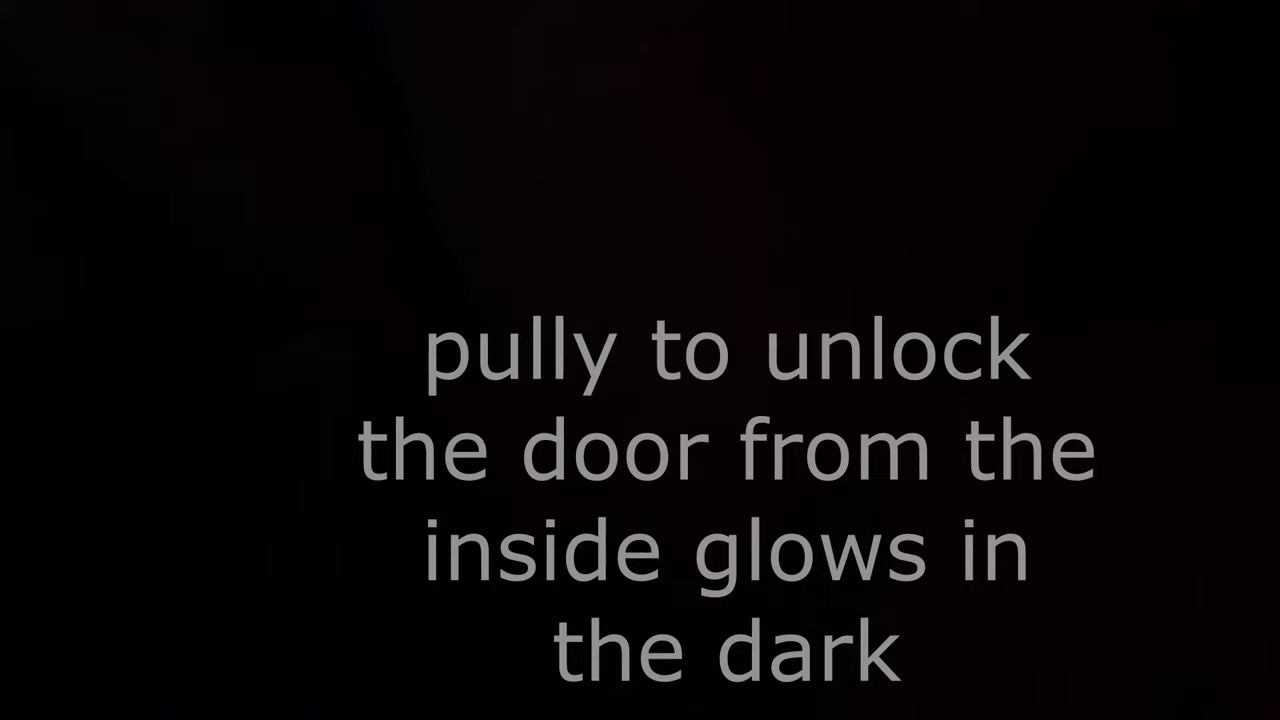 pully to unlock
the door from the
inside glows in
the dark